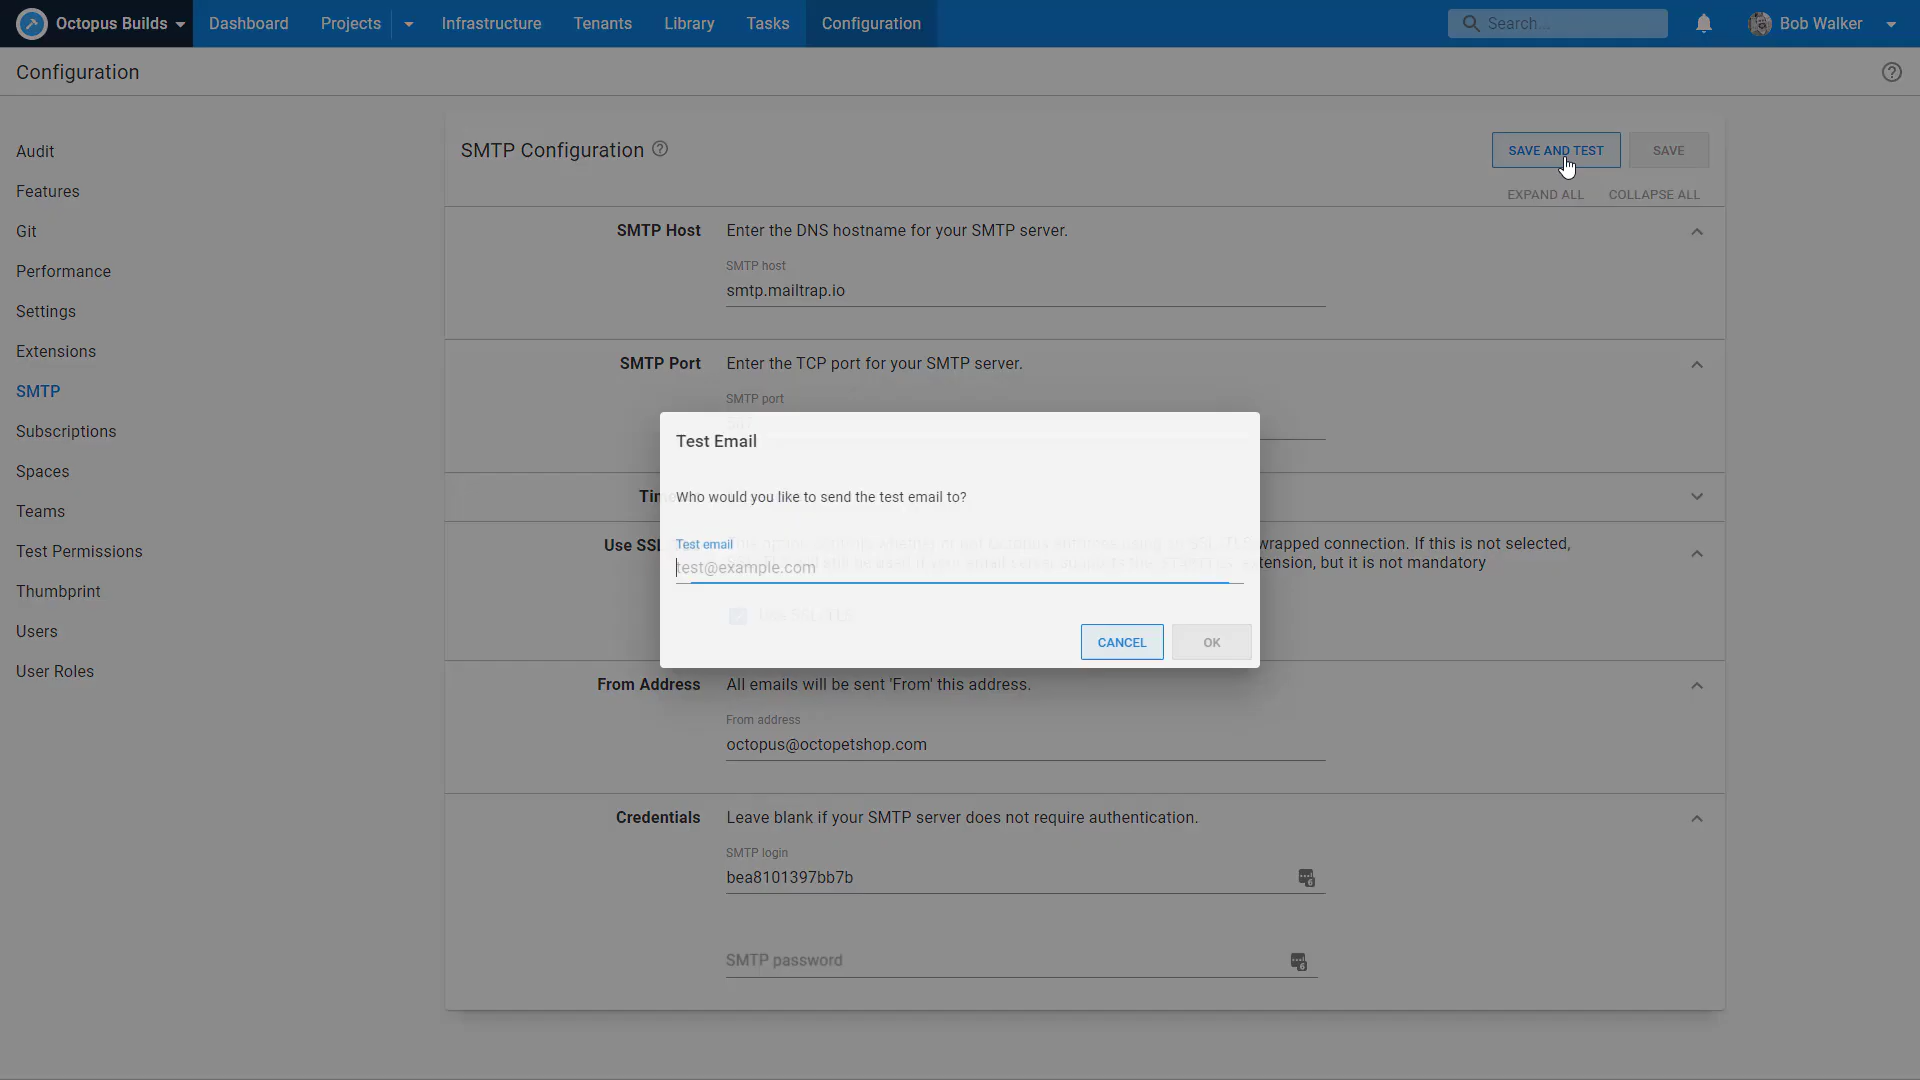 Octopus Builds
Dashboard
Projects
Infrastructure
Tenants
Library
Tasks
Configuration
Search...
Bob Walker
Configuration
Audit
Features
Git
Performance
Settings
Extensions
SMTP
Subscriptions
Spaces
Teams
Test Permissions
Thumbprint
Users
User Roles
SMTP Configuration
SAVE AND TEST
SAVE
EXPAND ALL
COLLAPSE ALL
SMTP Host
Enter the DNS hostname for your SMTP server.
SMTP host
smtp.mailtrap.io
SMTP Port
Enter the TCP port for your SMTP server.
SMTP port
Test Email
Who would you like to send the test email to?
Test email
test@example.com
CANCEL
OK
Use SSL
wrapped connection. If this is not selected,
but it is not mandatory
Use SSL/TLS
From Address
All emails will be sent 'From' this address.
From address
octopus@octopetshop.com
Credentials
Leave blank if your SMTP server does not require authentication.
SMTP login
bea8101397bb7b
SMTP password